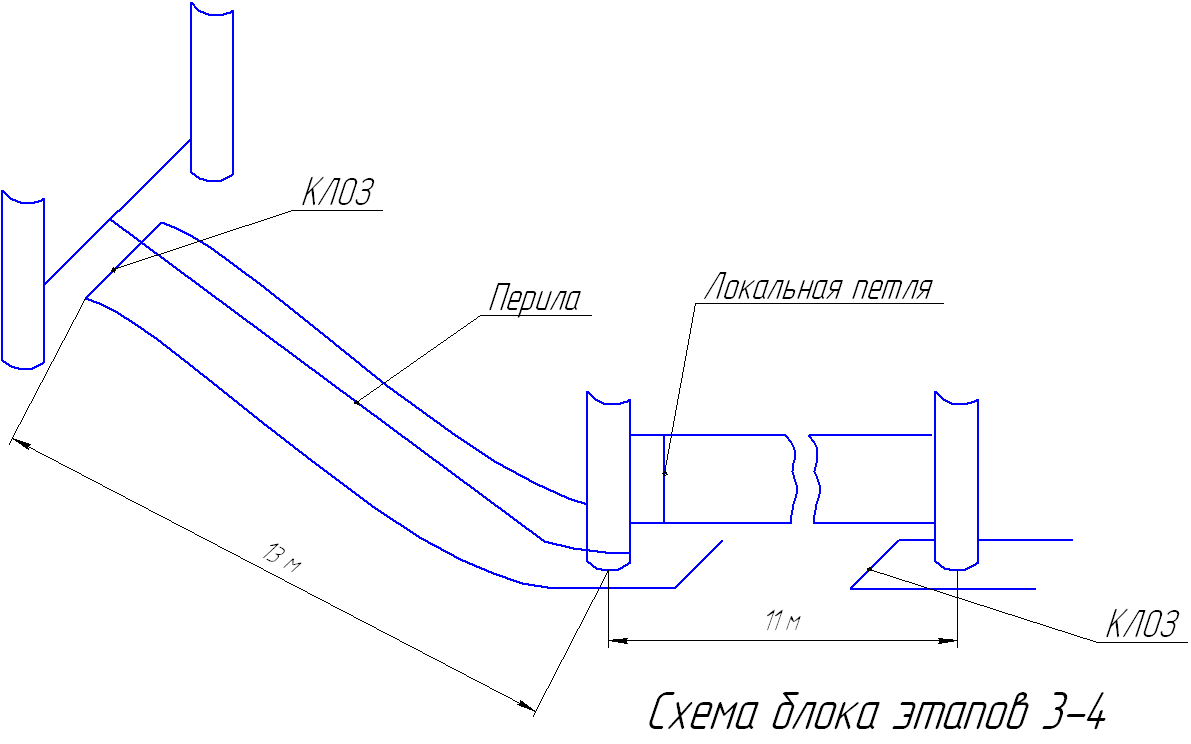 КЛОЗ
Перила
Локальная петля
13 м
11 м
КЛОЗ
Схема блока этапов 3-4